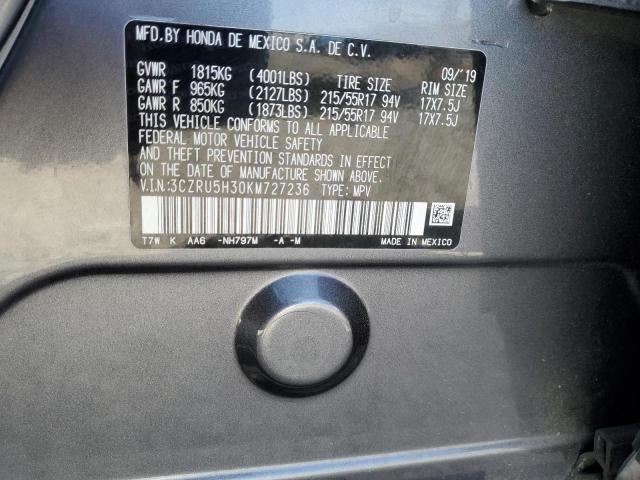 MFD.BY HONDA DE MEXICO S.A. DE C.V.
09/'19
GVWR 1815KG (4001LBS) TIRE SIZE RIM SIZE
GAWR F 965KG (2127LBS) 215/55R17 94V 17X7.5J
GAWR R 850KG (1873LBS) 215/55R17 94V 17X7.5J
THIS VEHICLE CONFORMS TO ALL APPLICABLE
FEDERAL MOTOR VEHICLE SAFETY
AND THEFT PREVENTION STANDARDS IN EFFECT
ON THE DATE OF MANUFACTURE SHOWN ABOVE.
V.I.N:3CZRU5H30KM727236 TYPE: MPV
T7W K AA6 -NH797M -A -M MADE IN MEXICO